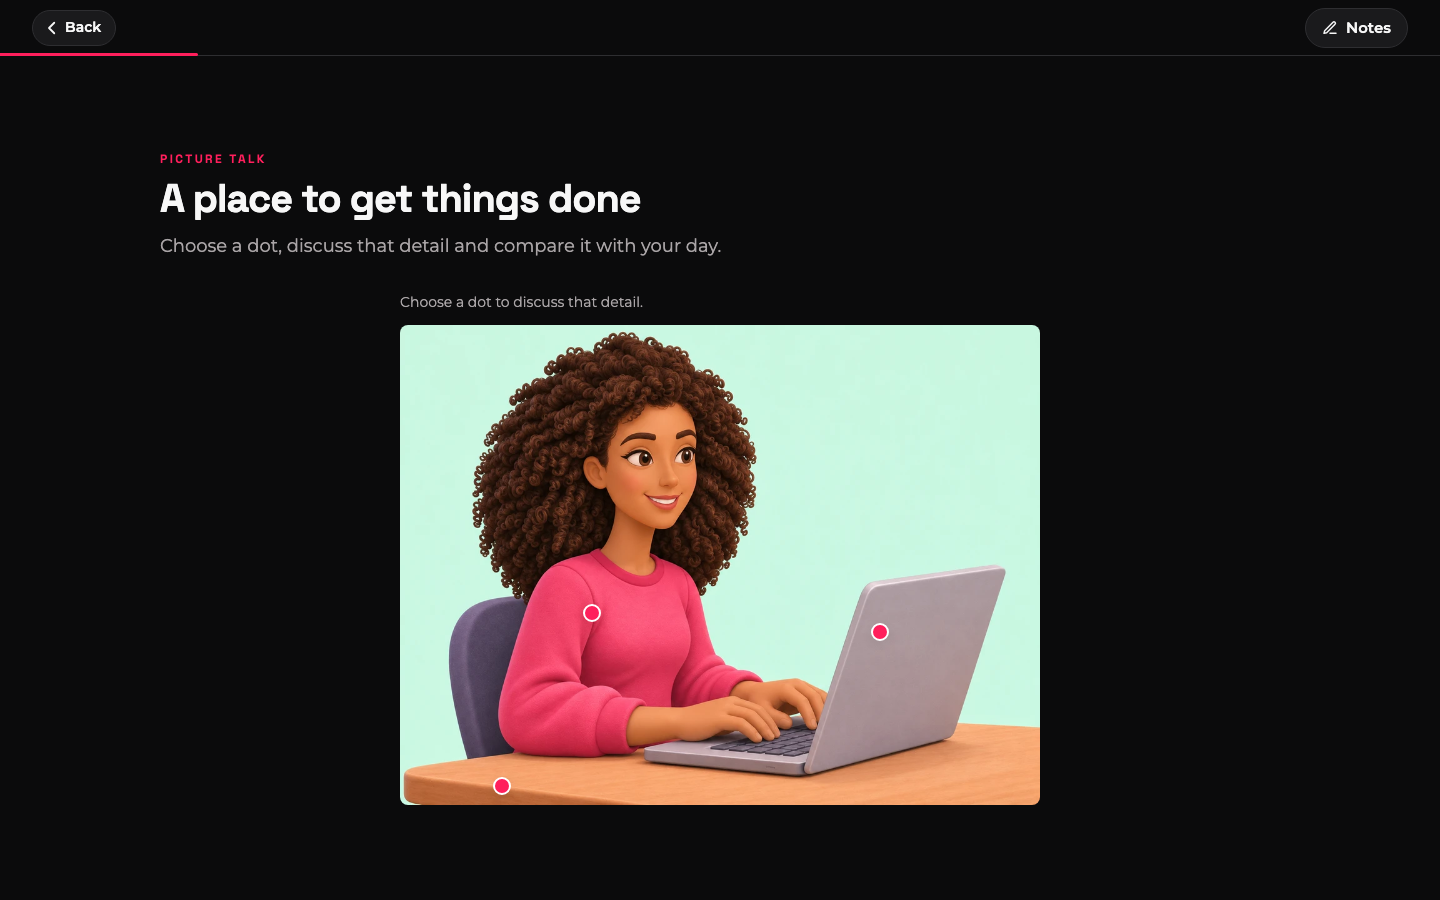 Back
Notes
PICTURE TALK
A place to get things done
Choose a dot, discuss that detail and compare it with your day.
Choose a dot to discuss that detail.